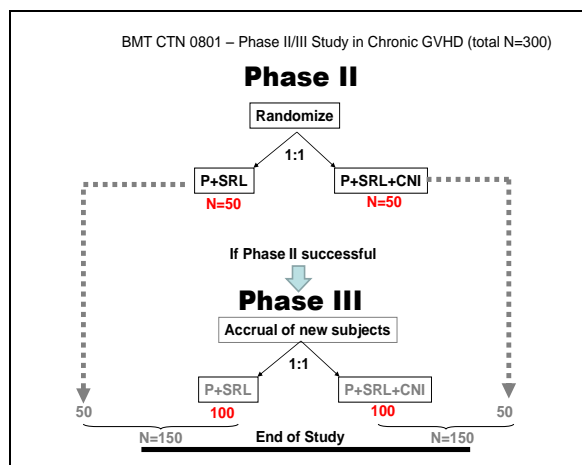 BMT CTN 0801 – Phase II/III Study in Chronic GVHD (total N=300)
Phase II
Randomize
1:1
P+SRL
P+SRL+CNI
N=50
N=50
If Phase II successful
Phase III
Accrual of new subjects
1:1
P+SRL
P+SRL+CNI
50
100
100
50
N=150
End of Study
N=150